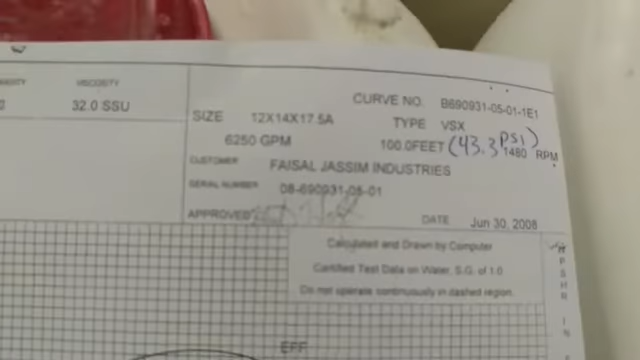 VISCOSITY
32.0 SSU
CURVE NO. B690931-05-01-1E1
SIZE 12X14X17.5A TYPE VSX
6250 GPM 100.0FEET (43.3 PSI) 1480 RPM
CUSTOMER FAISAL JASSIM INDUSTRIES
SERIAL NUMBER 08-690931-05-01
APPROVED DATE Jun 30, 2008
Calculated and Drawn by Computer
Certified Test Data on Water, S.G. of 1.0
Do not operate continuously in dashed region.
NPSHR IN
EFF